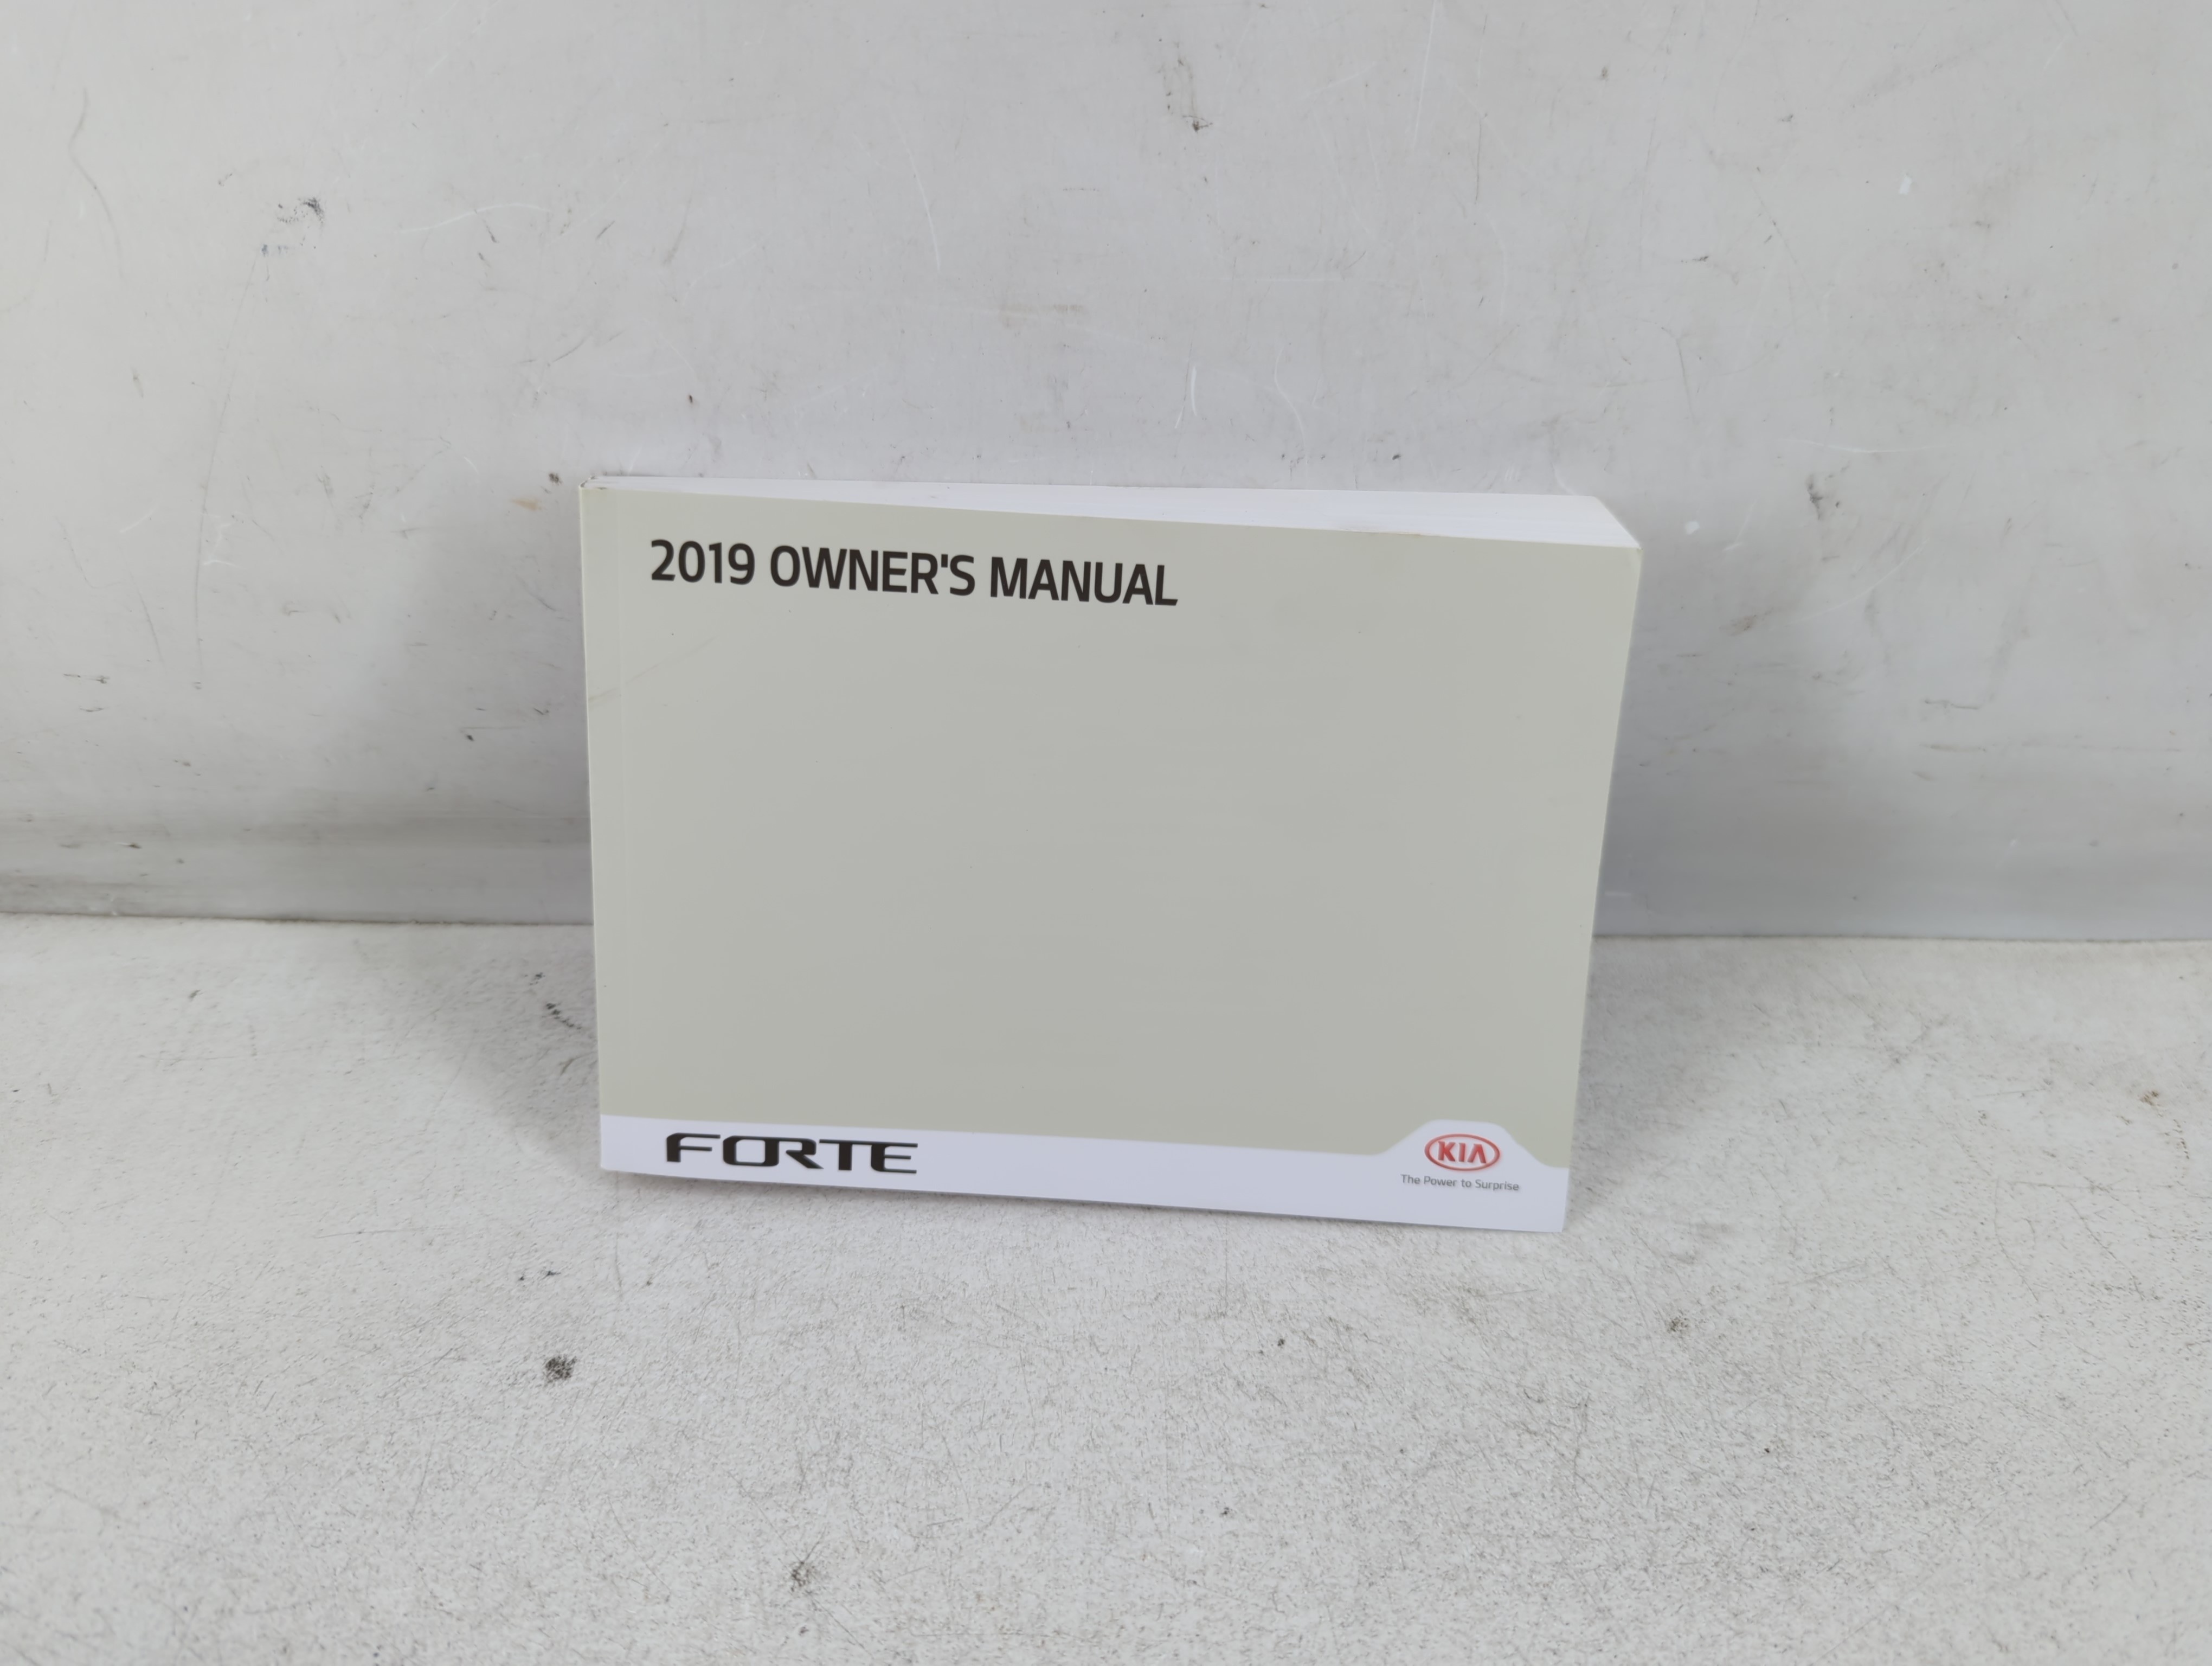 2019 OWNER'S MANUAL
FORTE
KIA
The Power to Surprise